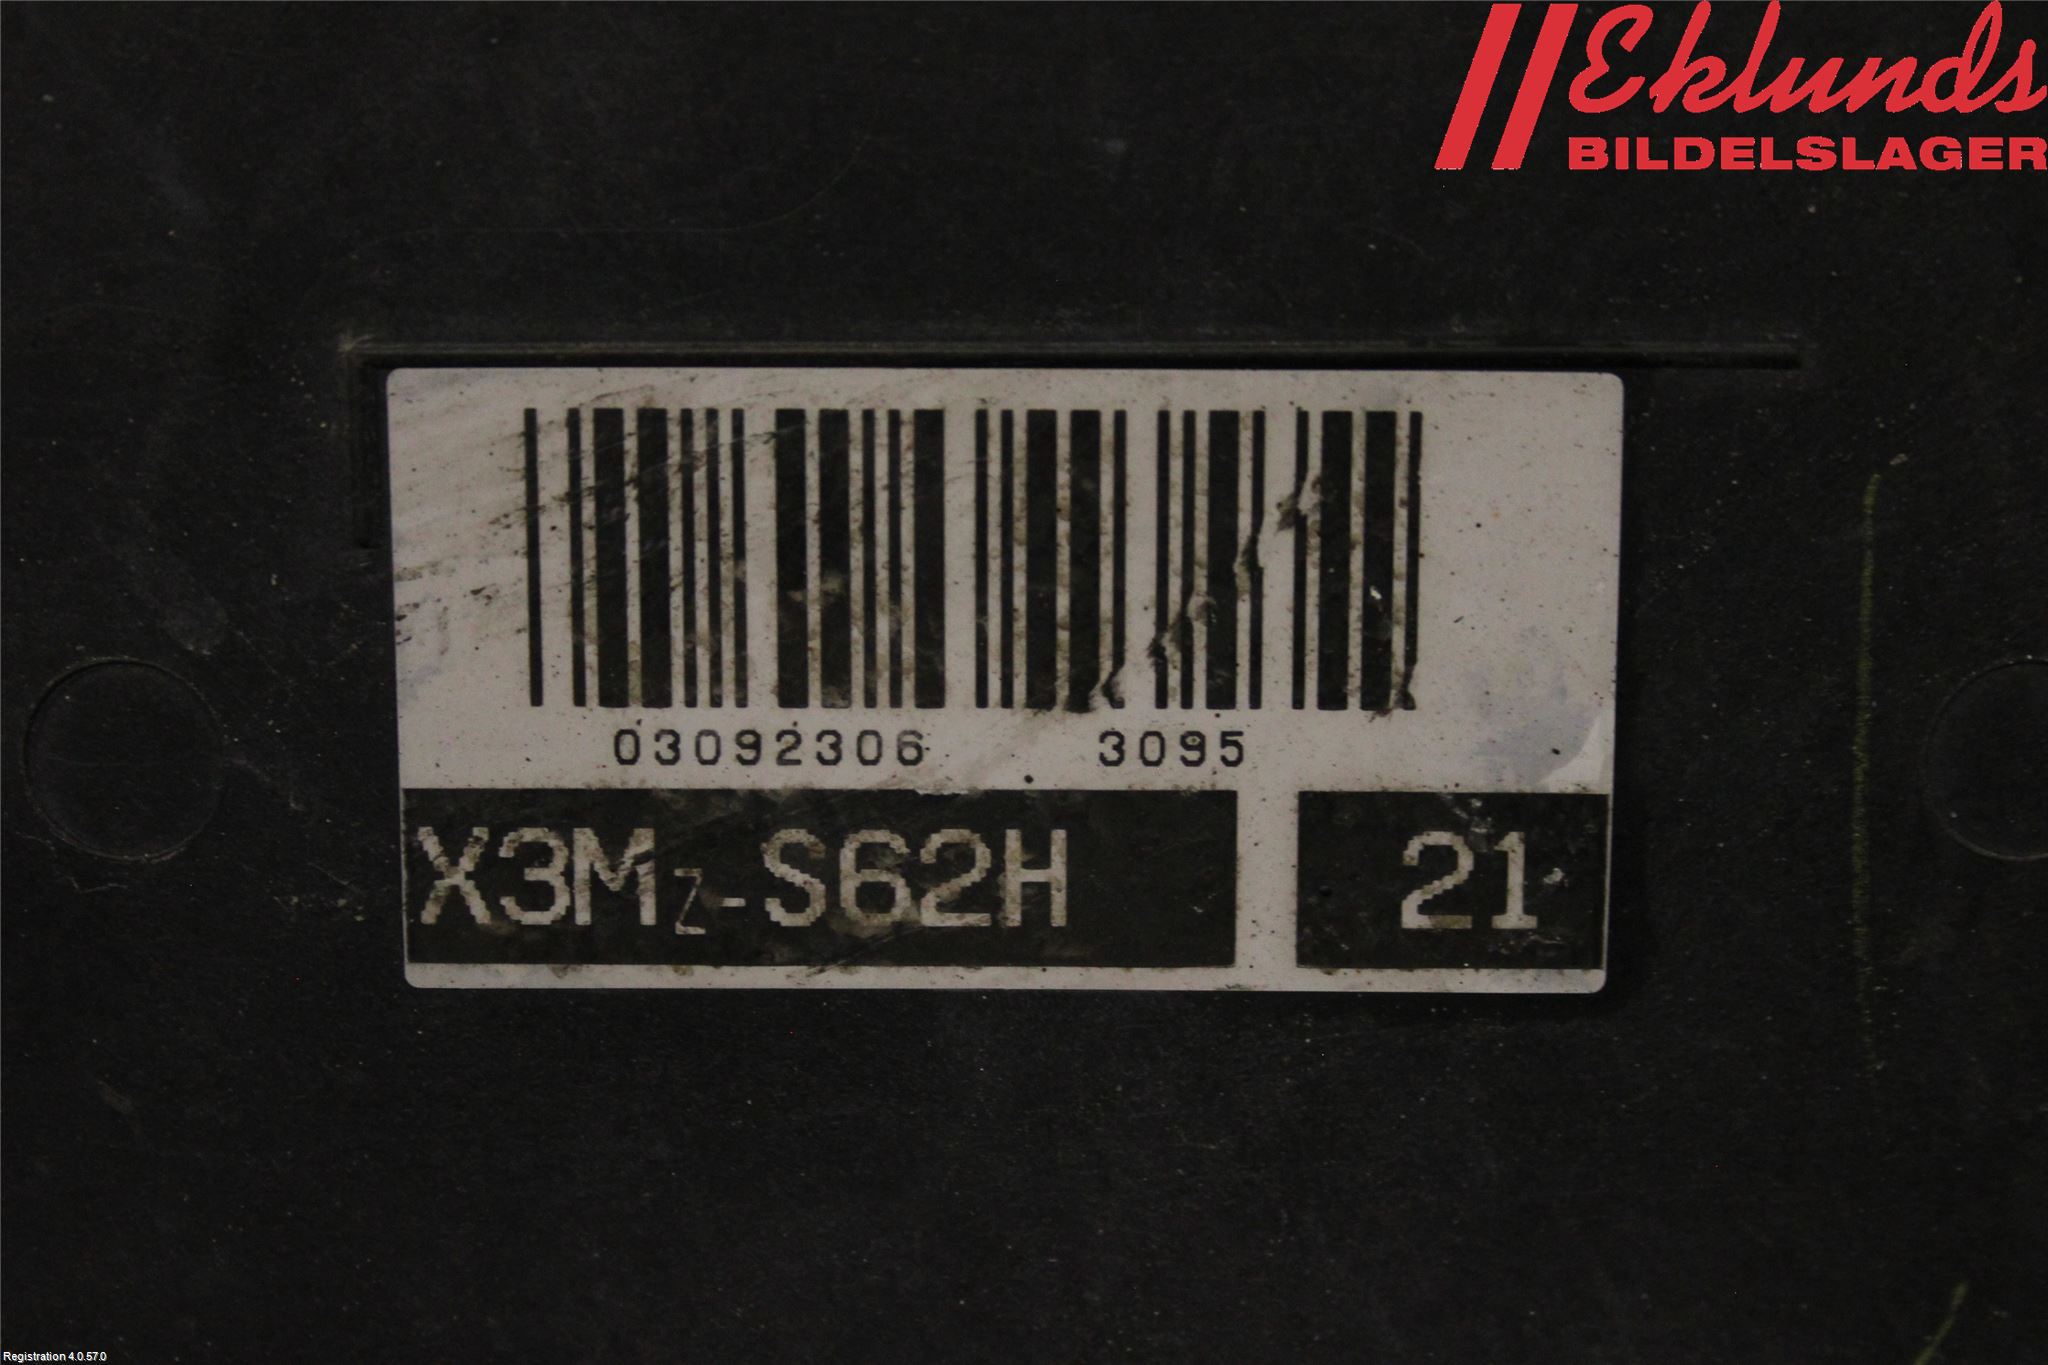 Eklunds
BILDELSLAGER
03092306 3095
X3Mz-S62H 21
Registration 4.0.57.0